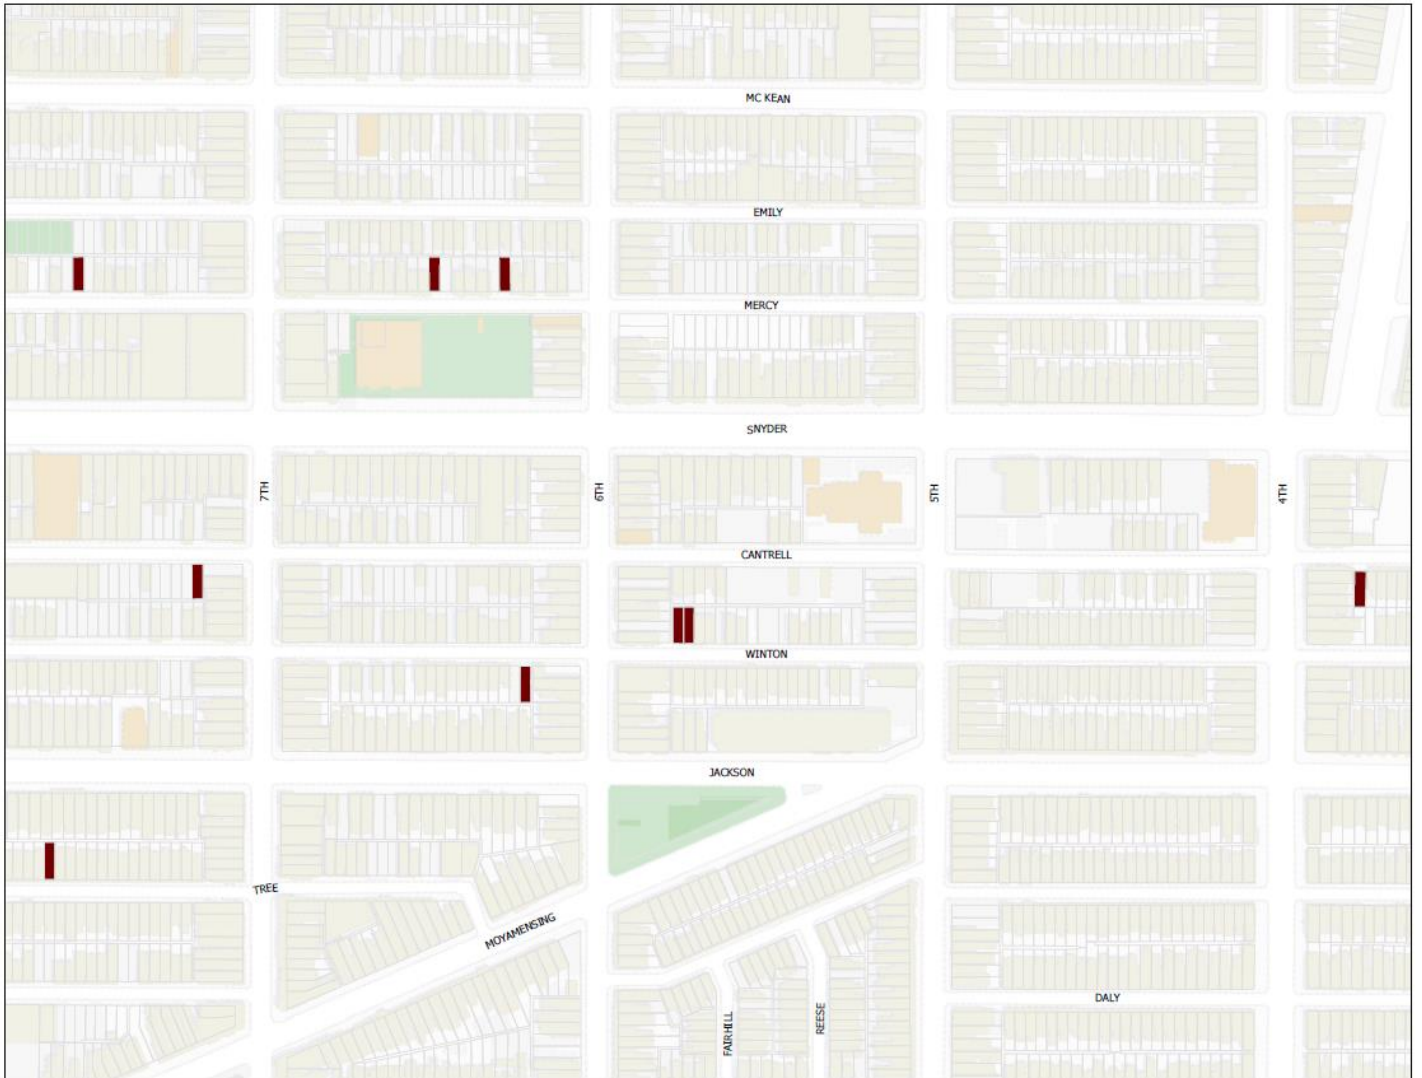 MC KEAN
EMILY
MERCY
SNYDER
7TH
6TH
5TH
4TH
CANTRELL
WINTON
JACKSON
TREE
MOYAMENSING
DALY
FAIRHILL
REESE